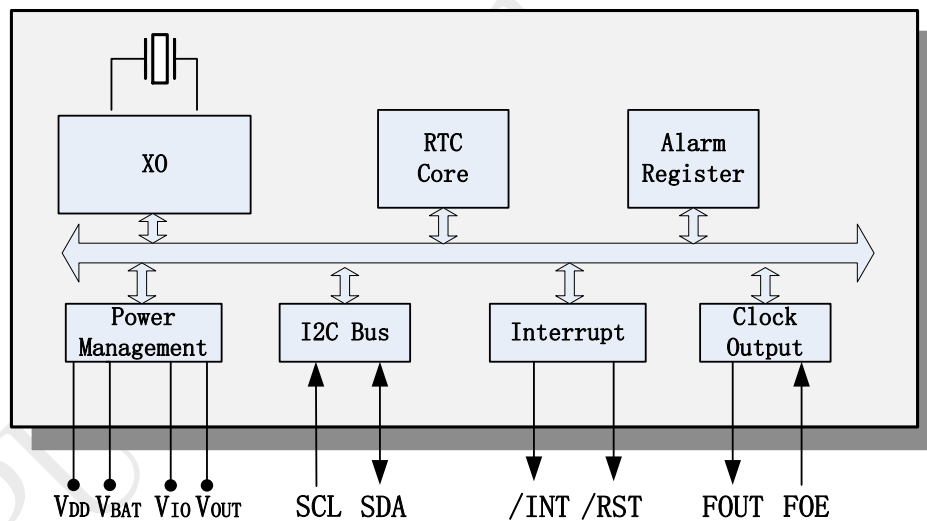 XO
RTC
Core
Alarm
Register
Power
Management
I2C Bus
Interrupt
Clock
Output
VDD VBAT VIO VOUT SCL SDA /INT /RST FOUT FOE